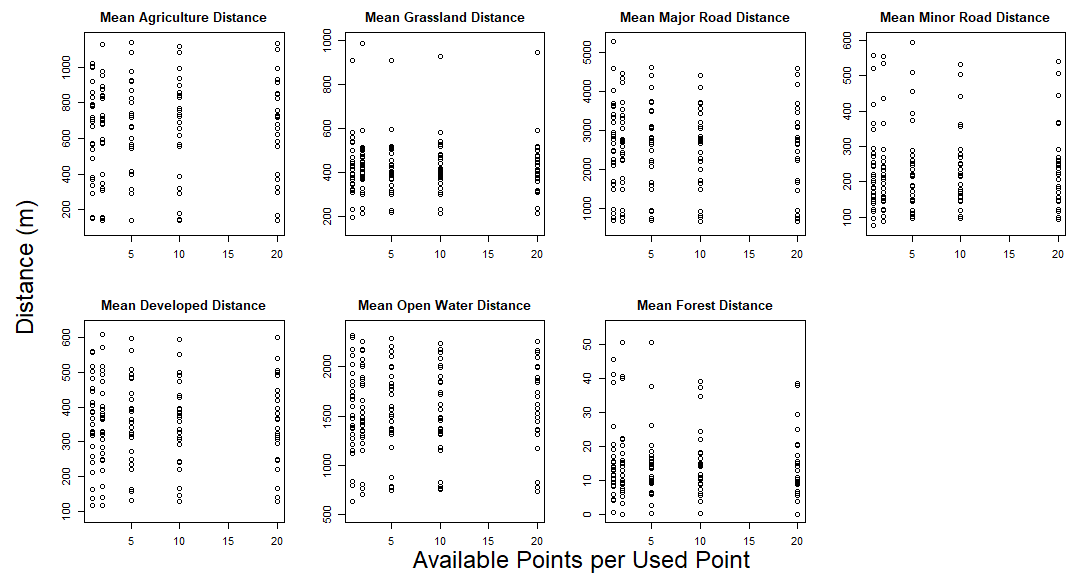 Mean Agriculture Distance
200 400 600 800 1000
5 10 15 20
Mean Grassland Distance
200 400 600 800 1000
5 10 15 20
Mean Major Road Distance
1000 2000 3000 4000 5000
5 10 15 20
Mean Minor Road Distance
100 200 300 400 500 600
5 10 15 20
Distance (m)
Mean Developed Distance
100 200 300 400 500 600
5 10 15 20
Mean Open Water Distance
500 1000 1500 2000
5 10 15 20
Mean Forest Distance
0 10 20 30 40 50
5 10 15 20
Available Points per Used Point